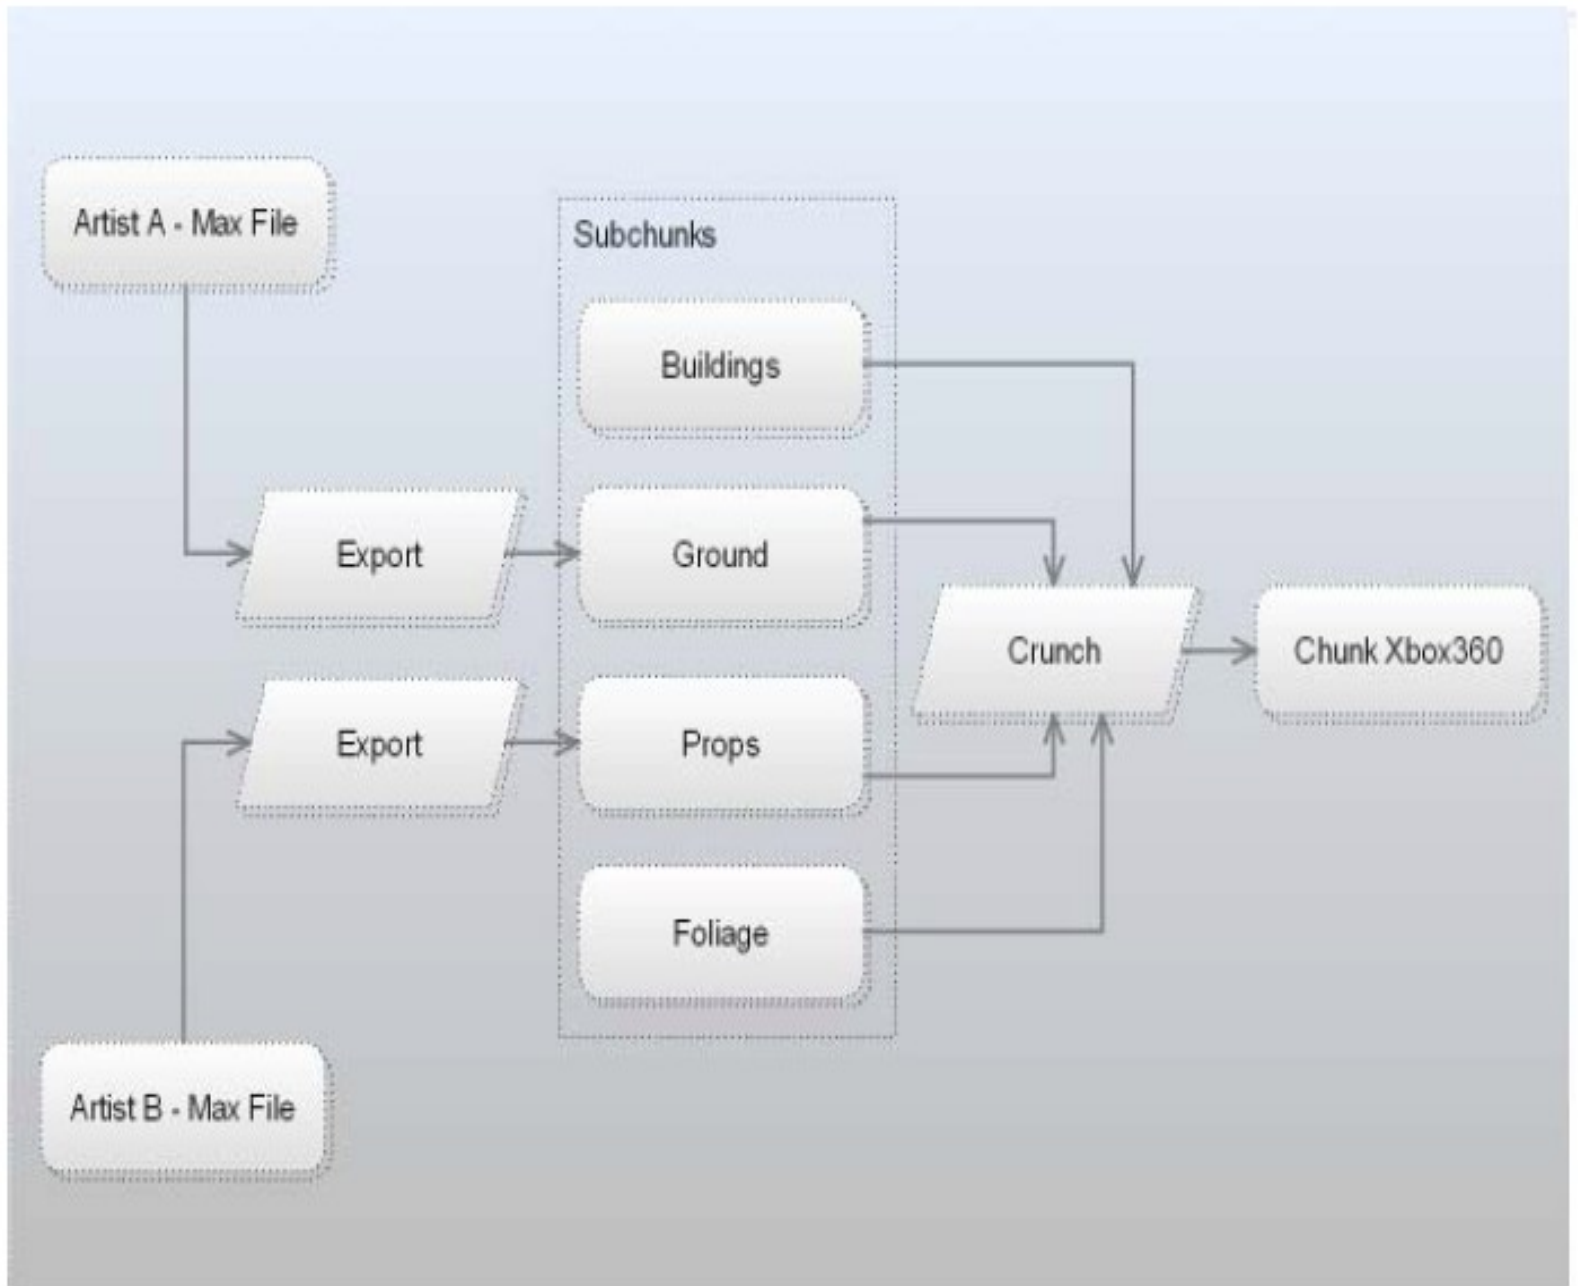 Artist A - Max File
Subchunks
Buildings
Export
Ground
Crunch
Chunk Xbox360
Export
Props
Foliage
Artist B - Max File